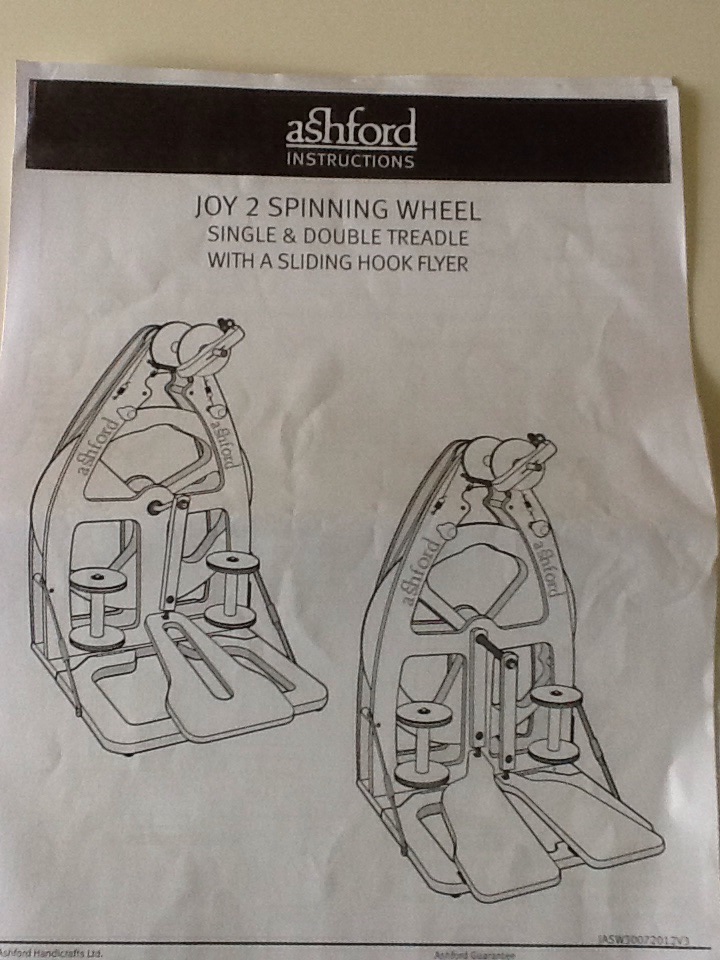 ashford
INSTRUCTIONS
JOY 2 SPINNING WHEEL
SINGLE & DOUBLE TREADLE
WITH A SLIDING HOOK FLYER
ashford
ashford
ashford
ashford
IASW30072012V3
Ashford Handicrafts Ltd.
Ashford Guarantee